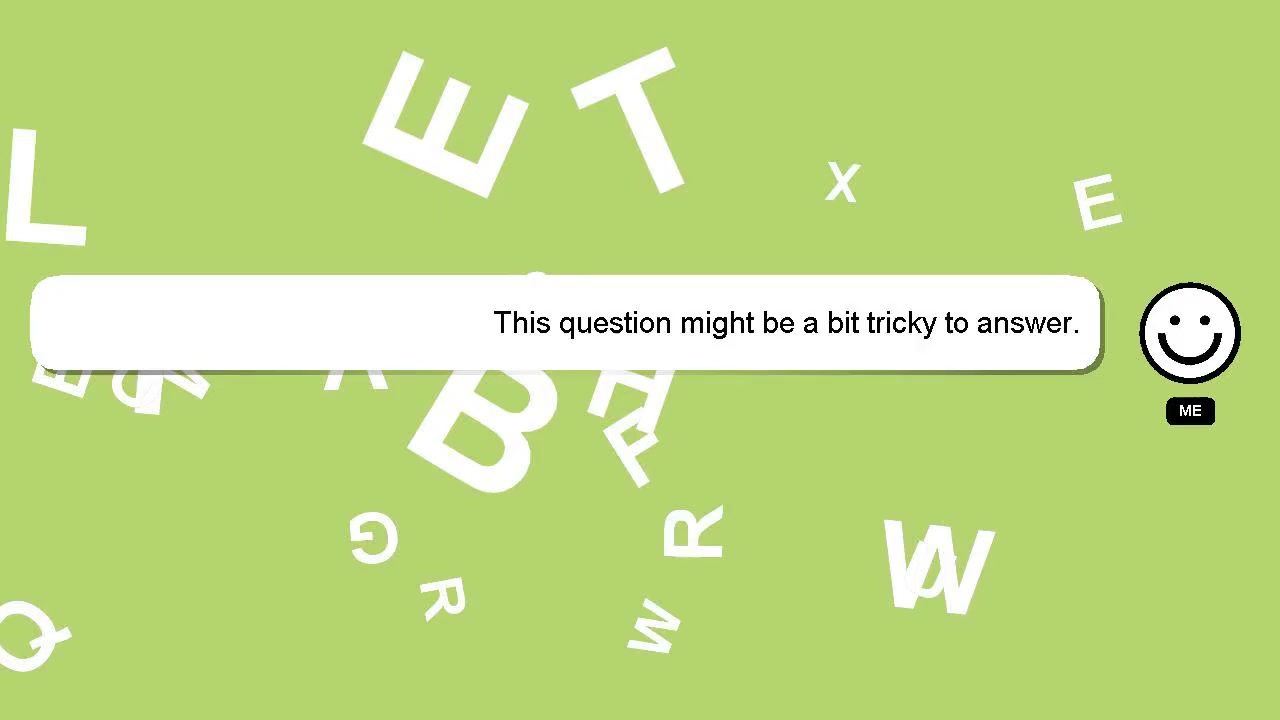 E T
L X E
This question might be a bit tricky to answer.
ME
B
G R W
R W
Q